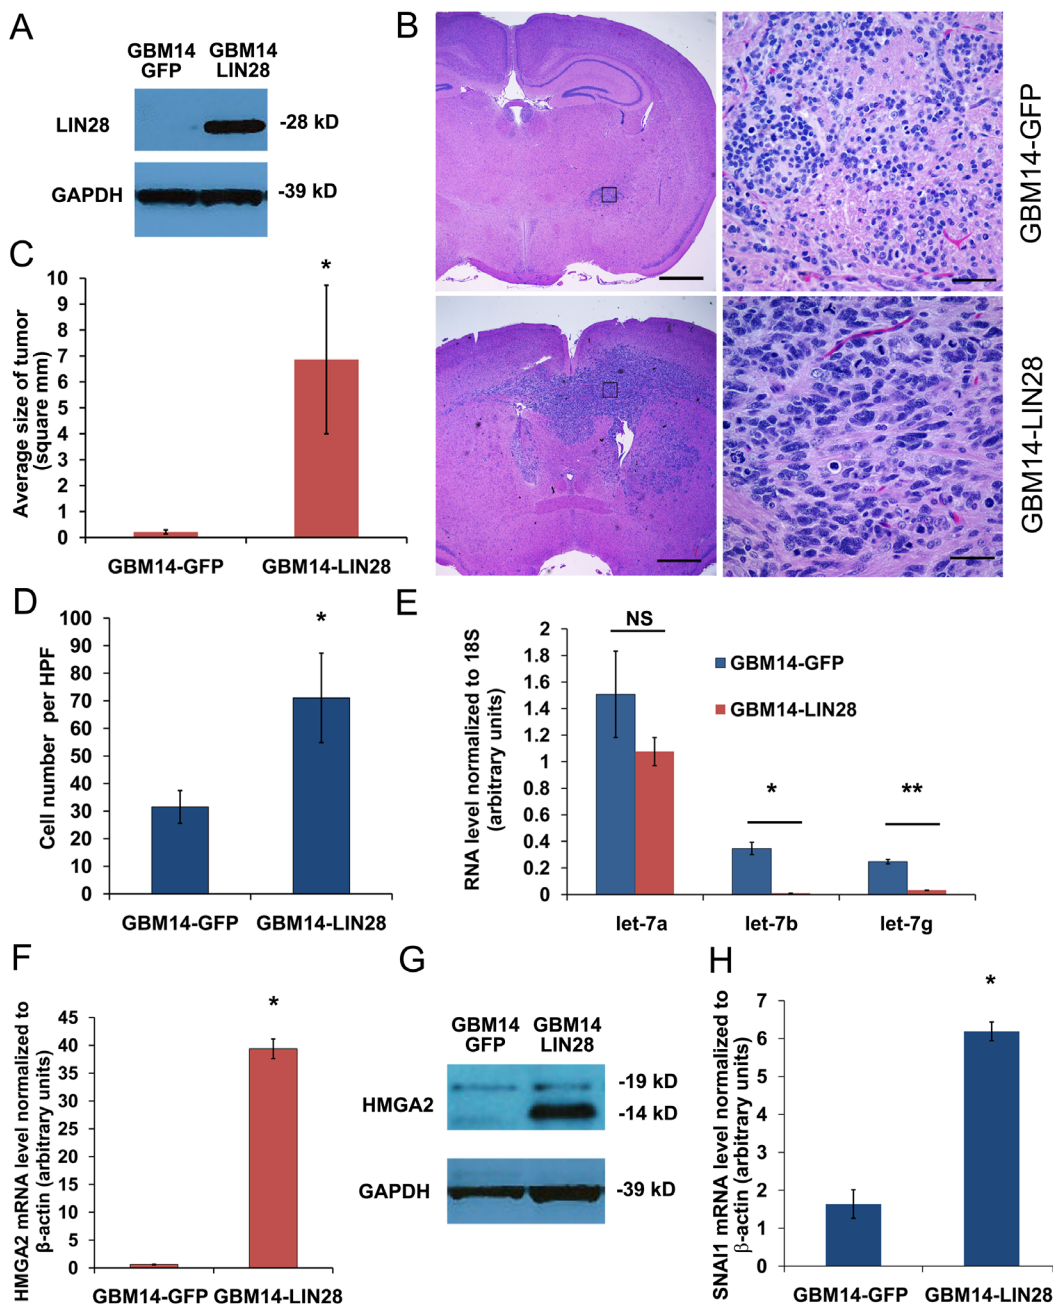 A
GBM14
GFP
GBM14
LIN28
LIN28
-28 kD
GAPDH
-39 kD
B
GBM14-GFP
GBM14-LIN28
C
Average size of tumor
(square mm)
10
9
8
7
6
5
4
3
2
1
0
*
GBM14-GFP
GBM14-LIN28
D
Cell number per HPF
100
90
80
70
60
50
40
30
20
10
0
*
GBM14-GFP
GBM14-LIN28
E
RNA level normalized to 18S
(arbitrary units)
2
1.8
1.6
1.4
1.2
1
0.8
0.6
0.4
0.2
0
NS
*
**
GBM14-GFP
GBM14-LIN28
let-7a
let-7b
let-7g
F
HMGA2 mRNA level normalized to
β-actin (arbitrary units)
45
40
35
30
25
20
15
10
5
0
*
GBM14-GFP
GBM14-LIN28
G
GBM14
GFP
GBM14
LIN28
HMGA2
-19 kD
-14 kD
GAPDH
-39 kD
H
SNAI1 mRNA level normalized to
β-actin (arbitrary units)
7
6
5
4
3
2
1
0
*
GBM14-GFP
GBM14-LIN28